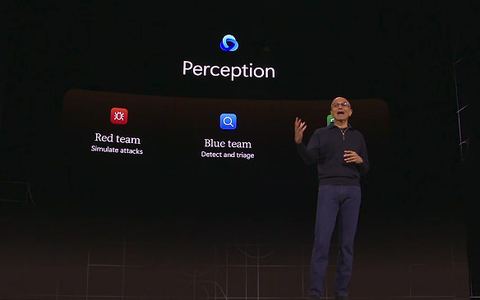 Perception
Red team
Simulate attacks
Blue team
Detect and triage